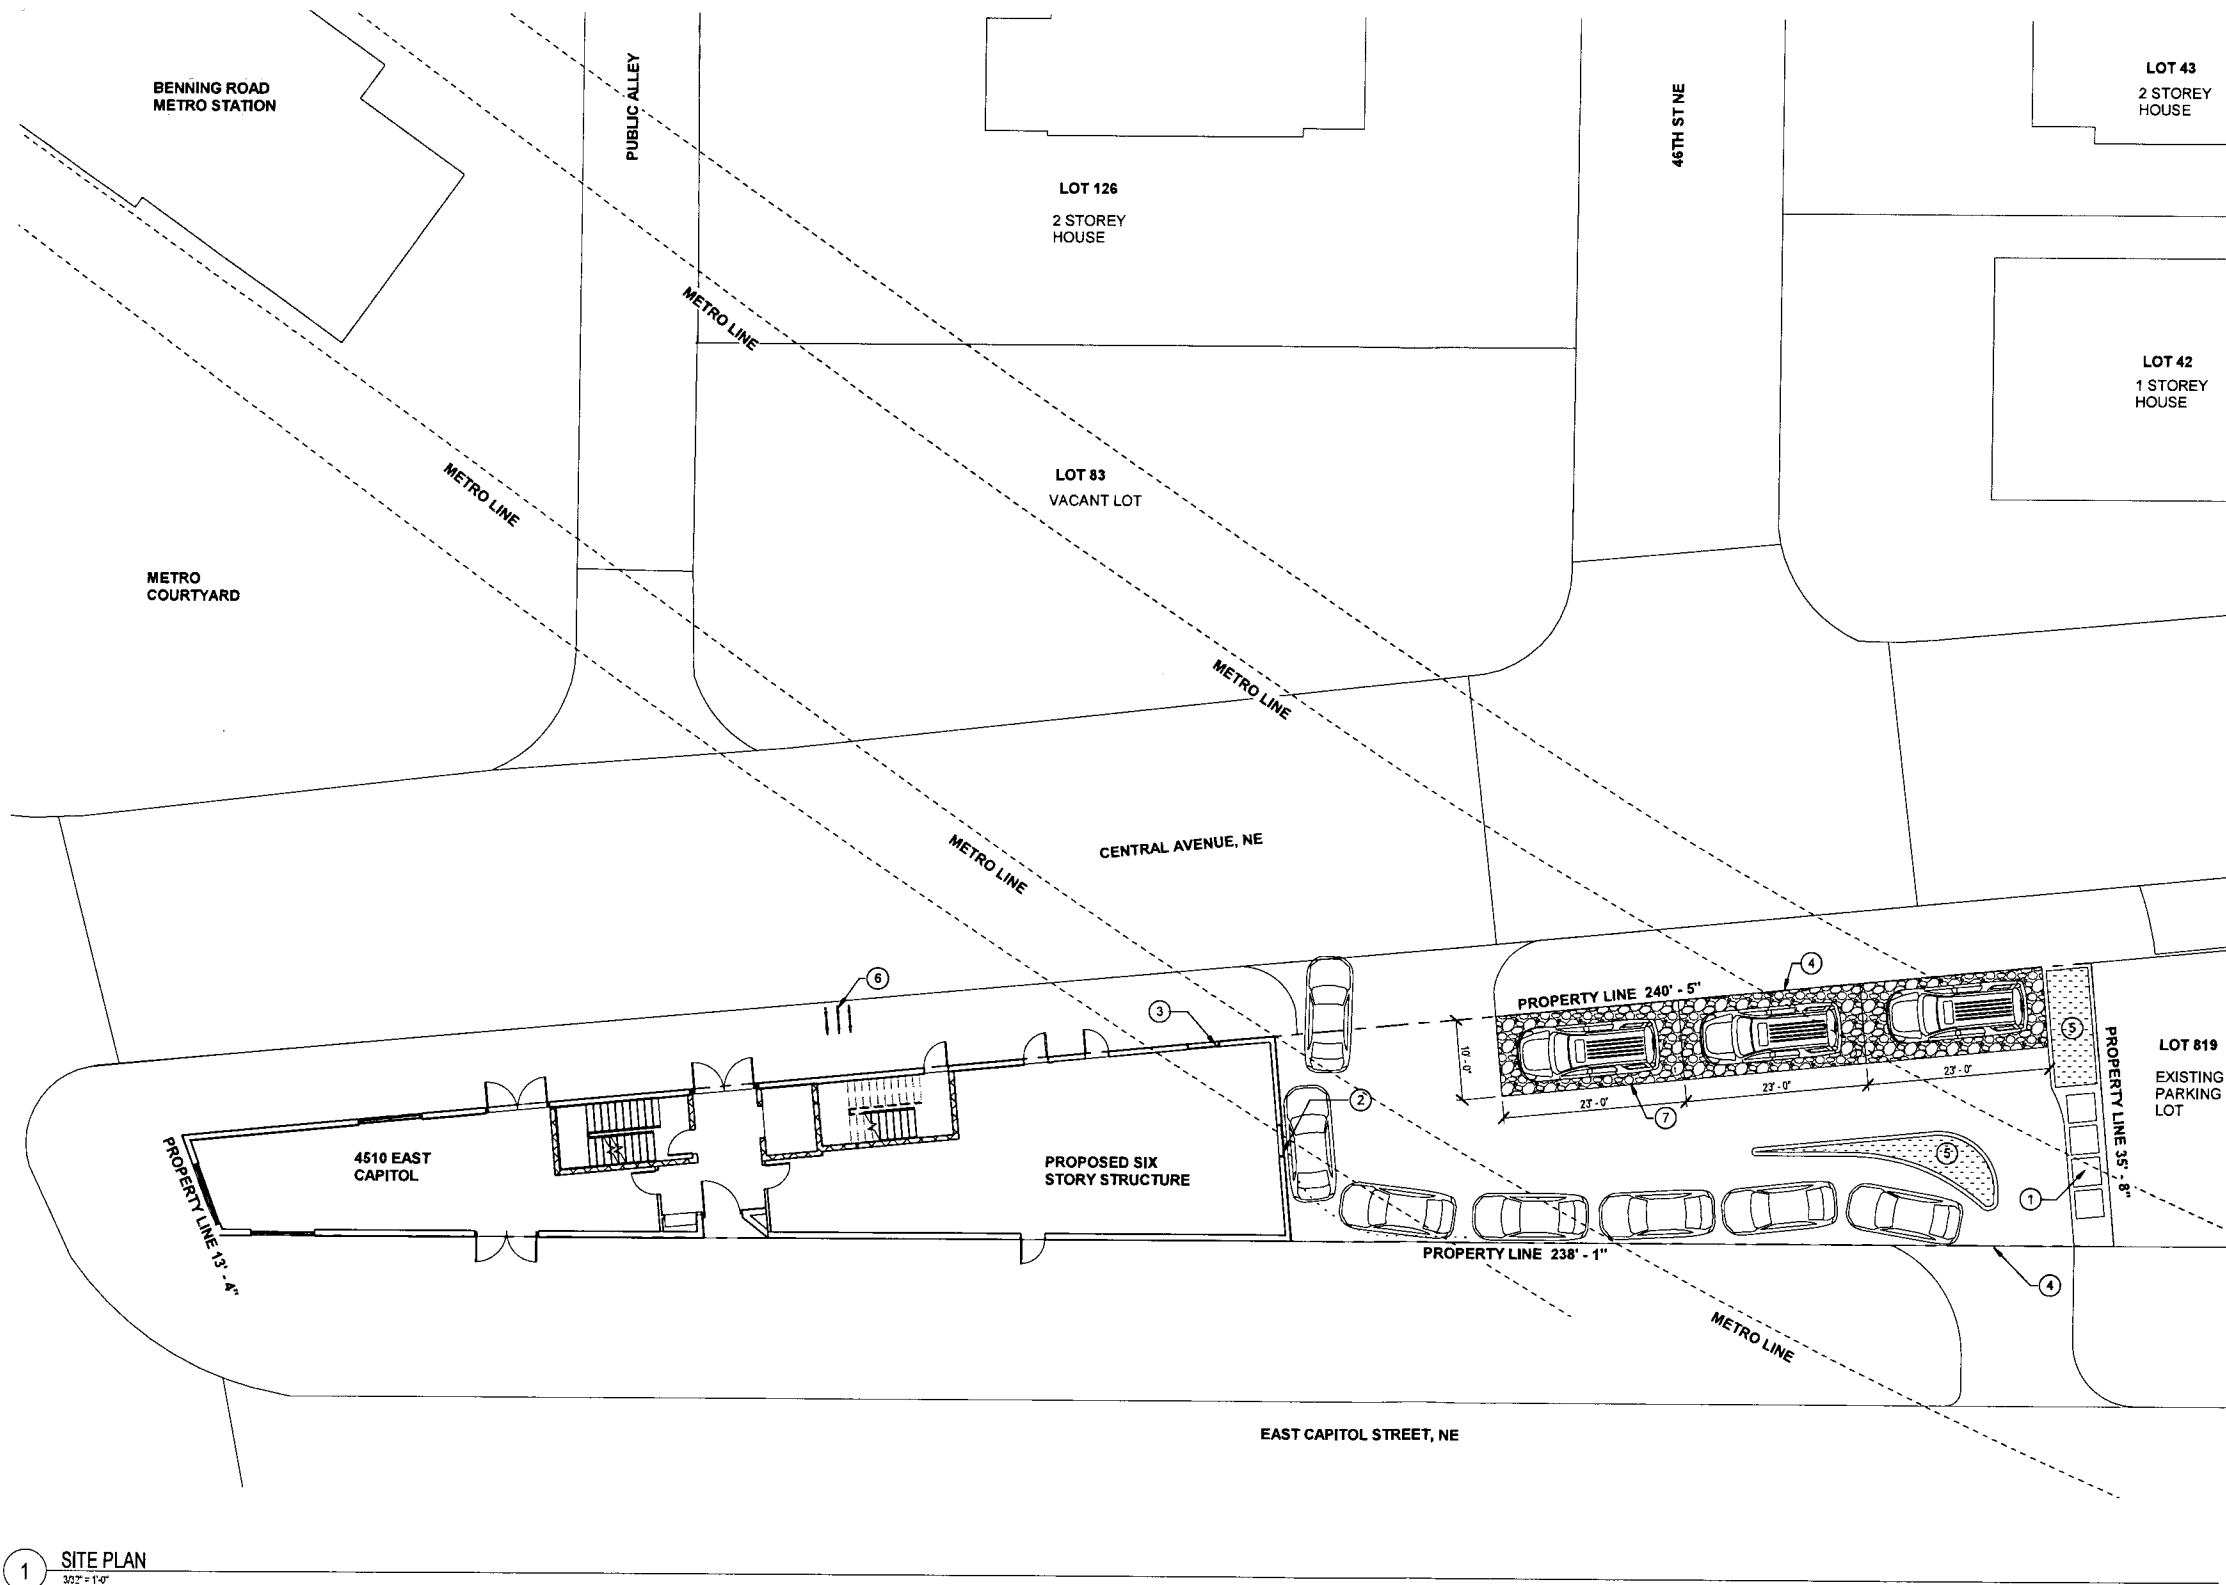 BENNING ROAD
METRO STATION
PUBLIC ALLEY
46TH ST NE
LOT 43
2 STOREY
HOUSE
LOT 126
2 STOREY
HOUSE
METRO LINE
LOT 42
1 STOREY
HOUSE
METRO LINE
LOT 83
VACANT LOT
METRO
COURTYARD
METRO LINE
METRO LINE
CENTRAL AVENUE, NE
6
4
3
PROPERTY LINE 240' - 5"
5
10' - 0"
23' - 0"
23' - 0"
23' - 0"
7
2
LOT 819
EXISTING
PARKING
LOT
PROPERTY LINE 35' - 8"
PROPERTY LINE 13' - 4"
4510 EAST
CAPITOL
PROPOSED SIX
STORY STRUCTURE
5
1
PROPERTY LINE 238' - 1"
4
METRO LINE
EAST CAPITOL STREET, NE
1
SITE PLAN
3/32" = 1'-0"